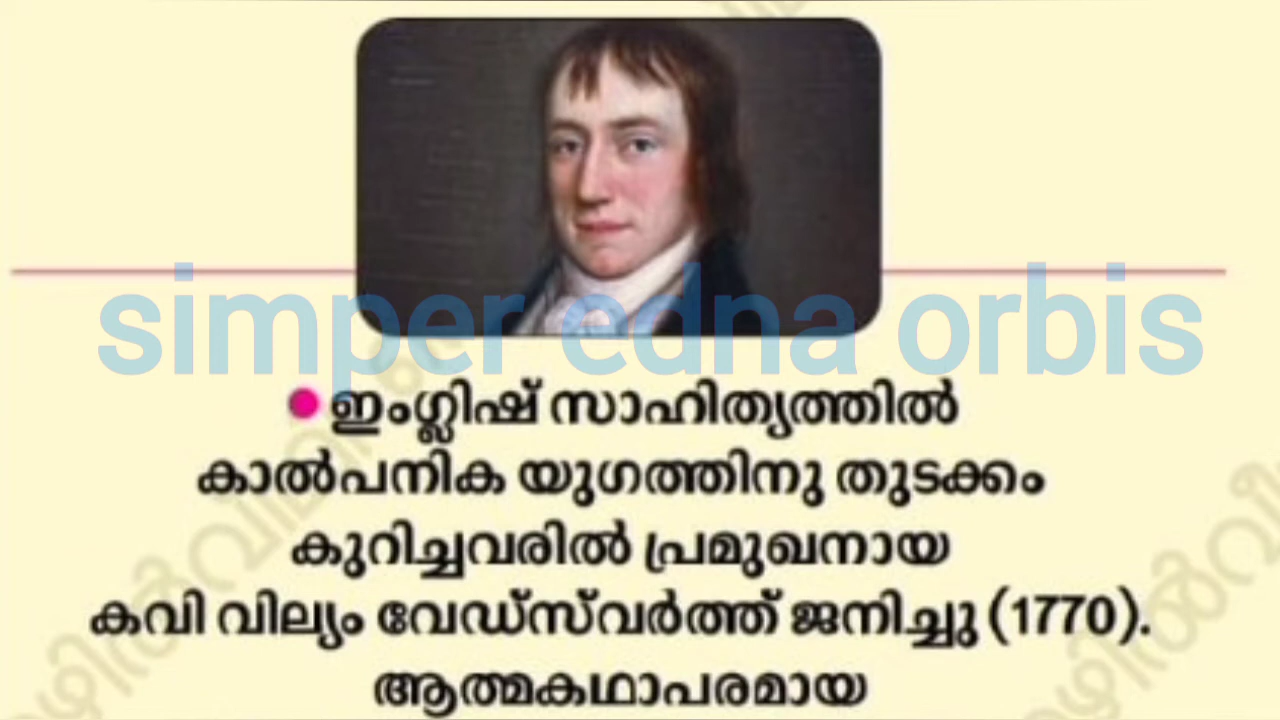 simper edna orbis
ഇംഗ്ലിഷ് സാഹിത്യത്തിൽ
കാൽപനിക യുഗത്തിനു തുടക്കം
കുറിച്ചവരിൽ പ്രമുഖനായ
കവി വില്യം വേഡ്സ്‌വർത്ത് ജനിച്ചു (1770).
ആത്മകഥാപരമായ